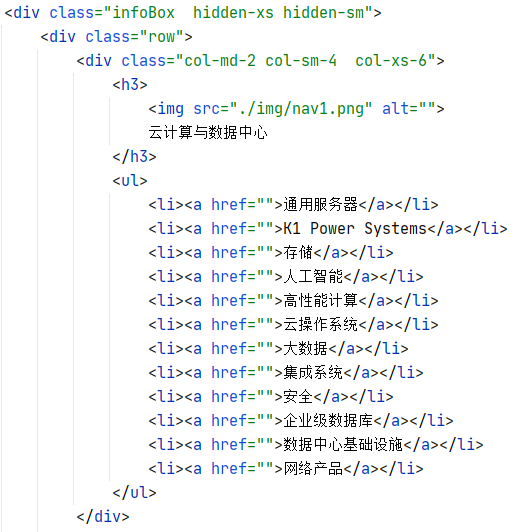 <div class="infoBox  hidden-xs hidden-sm">
<div class="row">
<div class="col-md-2 col-sm-4  col-xs-6">
<h3>
<img src="./img/nav1.png" alt="">
云计算与数据中心
</h3>
<ul>
<li><a href="">通用服务器</a></li>
<li><a href="">K1 Power Systems</a></li>
<li><a href="">存储</a></li>
<li><a href="">人工智能</a></li>
<li><a href="">高性能计算</a></li>
<li><a href="">云操作系统</a></li>
<li><a href="">大数据</a></li>
<li><a href="">集成系统</a></li>
<li><a href="">安全</a></li>
<li><a href="">企业级数据库</a></li>
<li><a href="">数据中心基础设施</a></li>
<li><a href="">网络产品</a></li>
</ul>
</div>